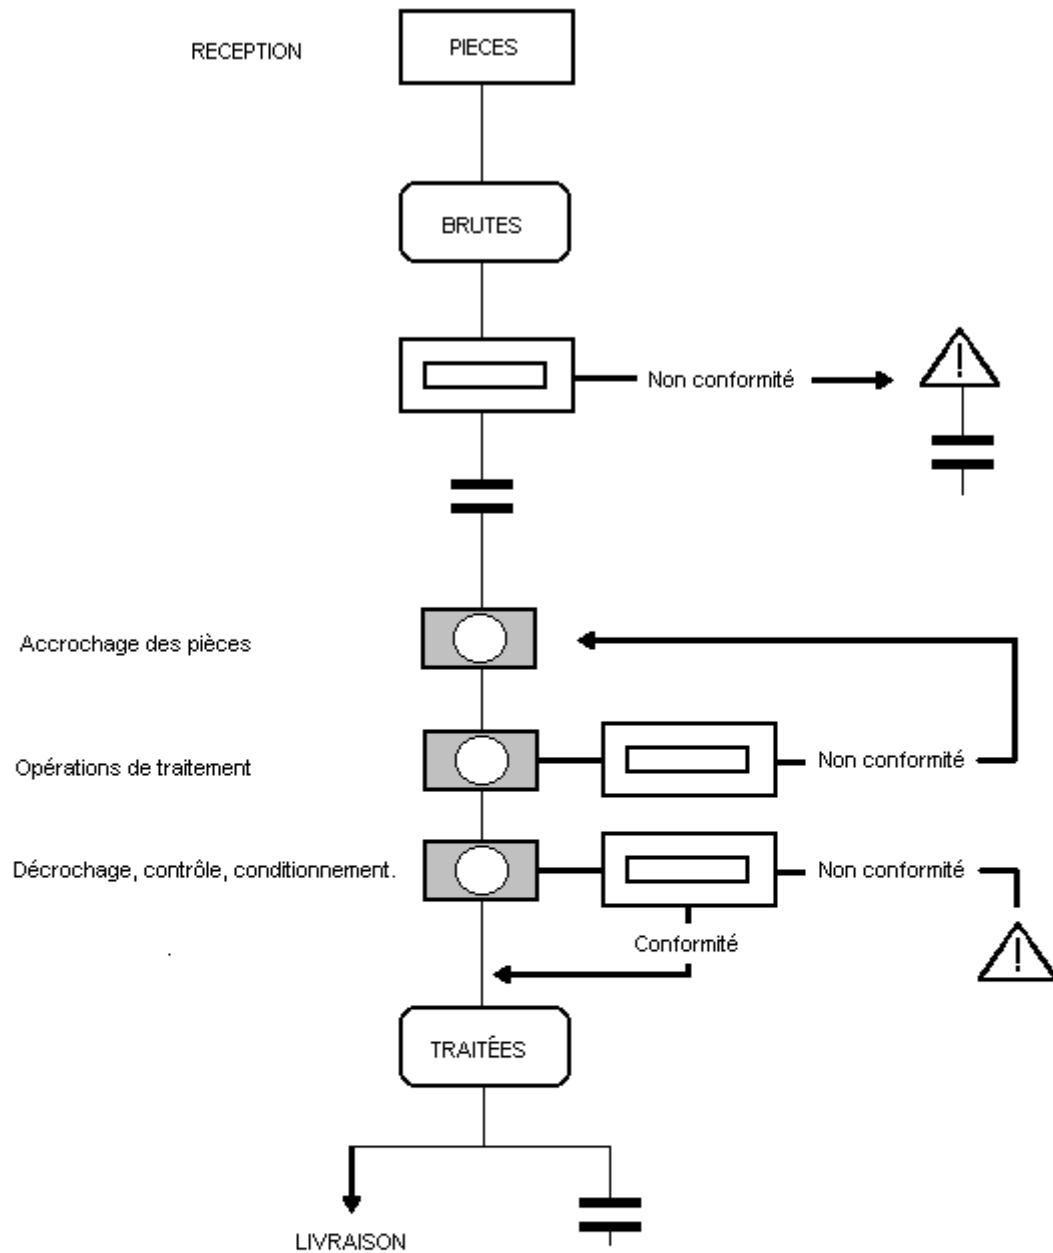 RECEPTION
PIECES
BRUTES
Non conformité
!
Accrochage des pièces
Opérations de traitement
Non conformité
Décrochage, contrôle, conditionnement.
Non conformité
Conformité
!
.
TRAITÉES
LIVRAISON